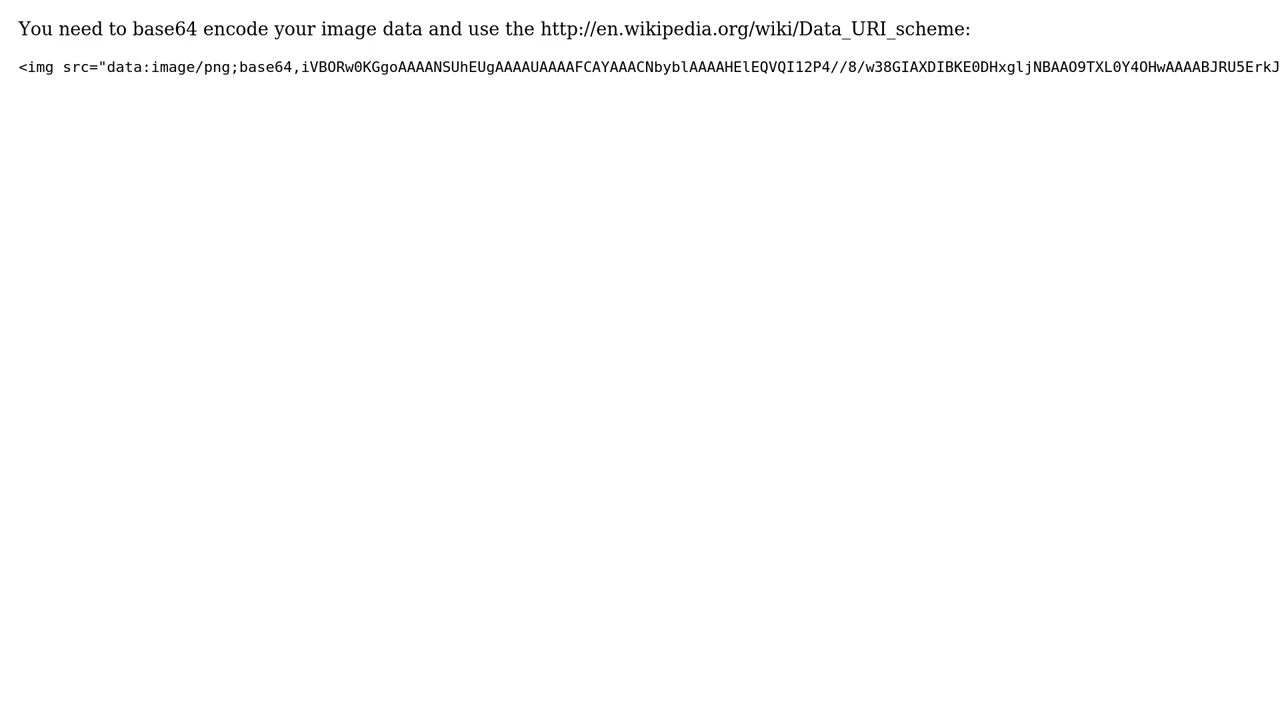 You need to base64 encode your image data and use the http://en.wikipedia.org/wiki/Data_URI_scheme:
<img src="data:image/png;base64,iVBORw0KGgoAAAANSUhEUgAAAAUAAAAFCAYAAACNbyblAAAAHElEQVQI12P4//8/w38GIAXDIBKE0DHxgljNBAAO9TXL0Y4OHwAAAABJRU5ErkJ